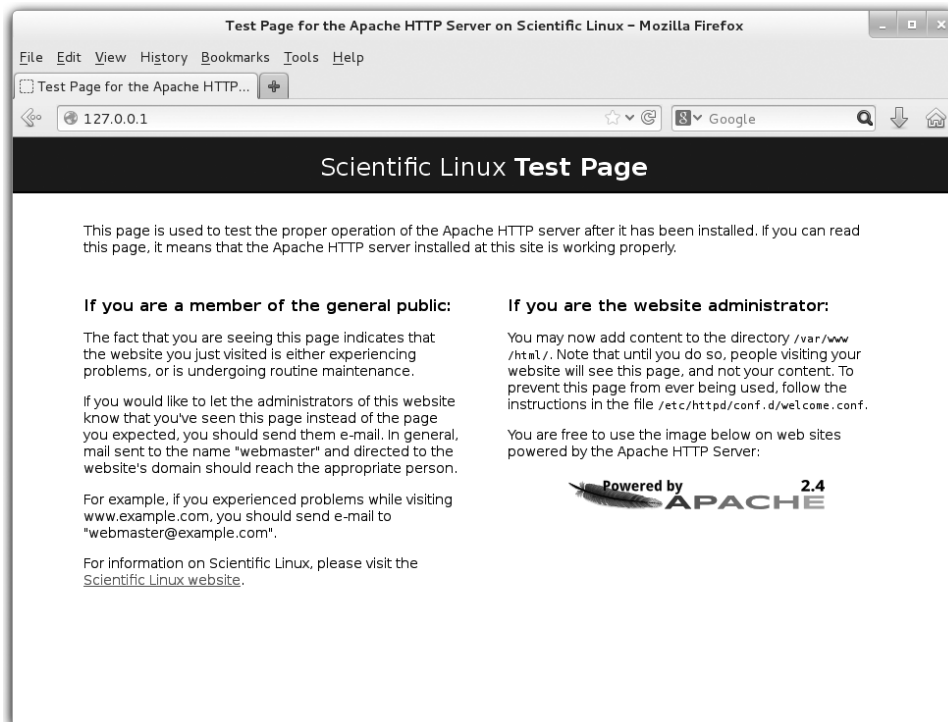 Test Page for the Apache HTTP Server on Scientific Linux – Mozilla Firefox
File Edit View History Bookmarks Tools Help
Test Page for the Apache HTTP...
127.0.0.1
Google
Scientific Linux Test Page
This page is used to test the proper operation of the Apache HTTP server after it has been installed. If you can read
this page, it means that the Apache HTTP server installed at this site is working properly.
If you are a member of the general public:
The fact that you are seeing this page indicates that
the website you just visited is either experiencing
problems, or is undergoing routine maintenance.
If you would like to let the administrators of this website
know that you've seen this page instead of the page
you expected, you should send them e-mail. In general,
mail sent to the name "webmaster" and directed to the
website's domain should reach the appropriate person.
For example, if you experienced problems while visiting
www.example.com, you should send e-mail to
"webmaster@example.com".
For information on Scientific Linux, please visit the
Scientific Linux website.
If you are the website administrator:
You may now add content to the directory /var/www
/html/. Note that until you do so, people visiting your
website will see this page, and not your content. To
prevent this page from ever being used, follow the
instructions in the file /etc/httpd/conf.d/welcome.conf.
You are free to use the image below on web sites
powered by the Apache HTTP Server:
Powered by 2.4
APACHE